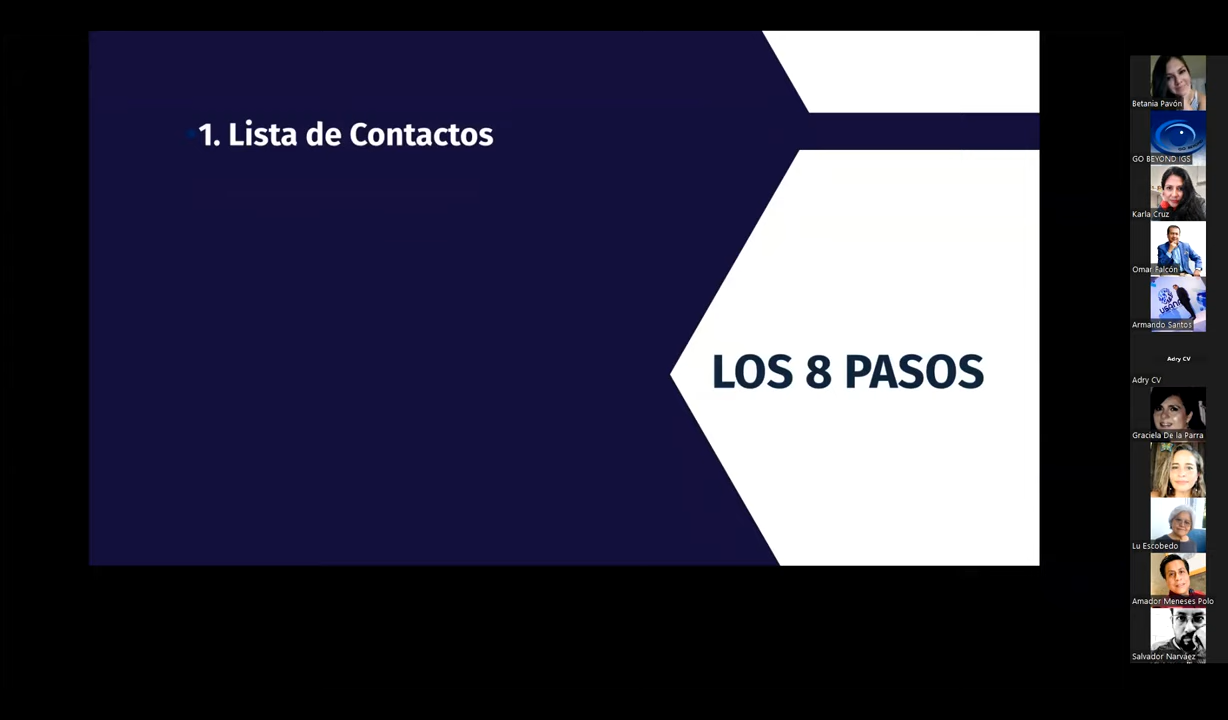 1. Lista de Contactos
LOS 8 PASOS
Betania Pavón
GO BEYOND IGS
Karla Cruz
Omar Falcón
USANA
Armando Santos
Adry CV
Adry CV
Graciela De la Parra
Lu Escobedo
Amador Meneses Polo
Salvador Narváez